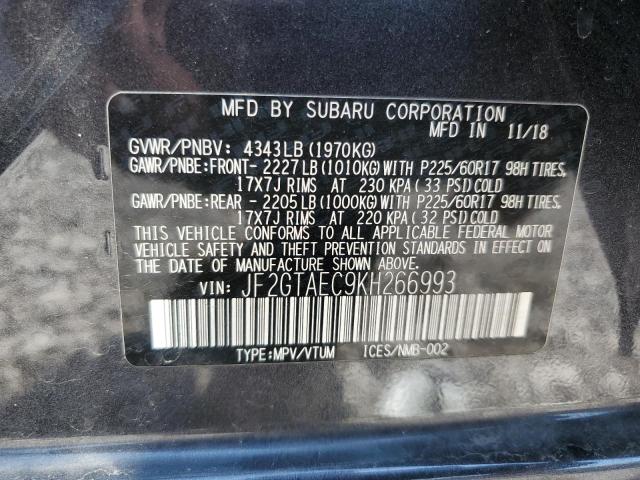 MFD BY SUBARU CORPORATION
MFD IN 11/18
GVWR/PNBV: 4343LB(1970KG)
GAWR/PNBE:FRONT- 2227LB(1010KG)WITH P225/60R17 98H TIRES,
17X7J RIMS AT 230 KPA(33 PSI)COLD
GAWR/PNBE:REAR - 2205LB(1000KG)WITH P225/60R17 98H TIRES,
17X7J RIMS AT 220 KPA(32 PSI)COLD
THIS VEHICLE CONFORMS TO ALL APPLICABLE FEDERAL MOTOR
VEHICLE SAFETY AND THEFT PREVENTION STANDARDS IN EFFECT ON
THE DATE OF MANUFACTURE SHOWN ABOVE.
VIN: JF2GTAEC9KH266993
TYPE:MPV/VTUM ICES/NMB-002